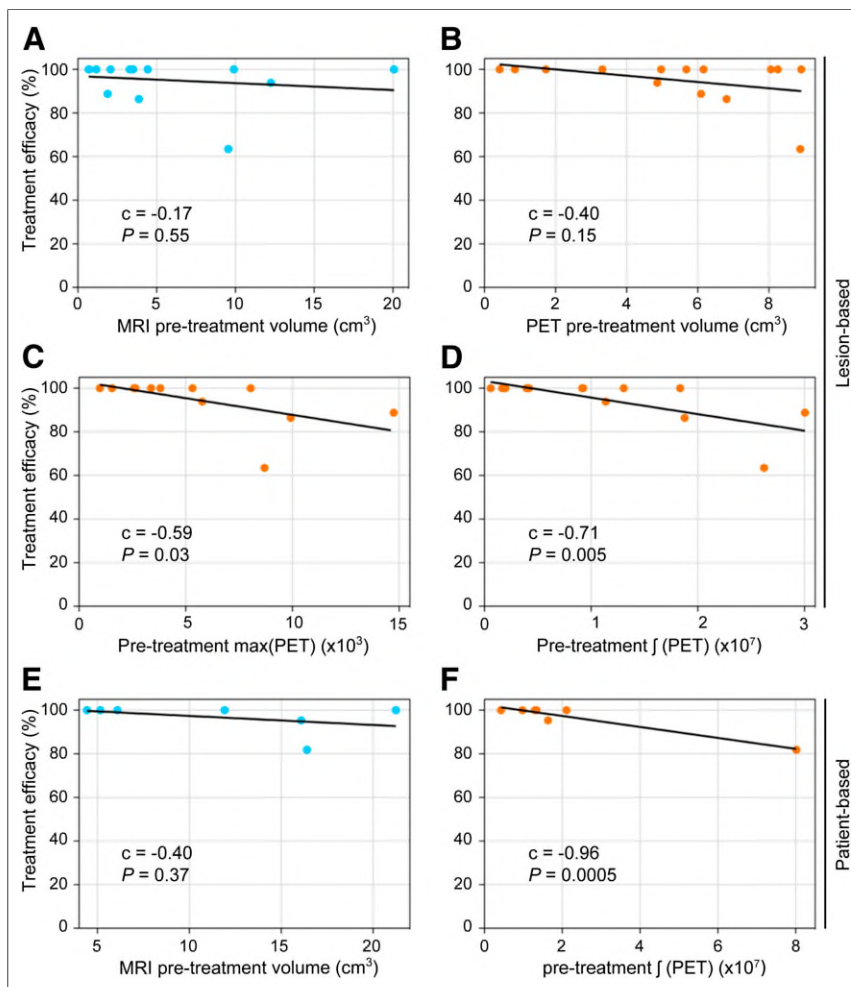 A
Treatment efficacy (%)
100
80
60
40
20
0
c = -0.17
P = 0.55
0 5 10 15 20
MRI pre-treatment volume (cm³)
B
100
80
60
40
20
0
c = -0.40
P = 0.15
0 2 4 6 8
PET pre-treatment volume (cm³)
C
Treatment efficacy (%)
100
80
60
40
20
0
c = -0.59
P = 0.03
0 5 10 15
Pre-treatment max(PET) (x10³)
D
100
80
60
40
20
0
c = -0.71
P = 0.005
0 1 2 3
Pre-treatment ∫ (PET) (x10⁷)
Lesion-based
E
Treatment efficacy (%)
100
80
60
40
20
0
c = -0.40
P = 0.37
5 10 15 20
MRI pre-treatment volume (cm³)
F
100
80
60
40
20
0
c = -0.96
P = 0.0005
0 2 4 6 8
pre-treatment ∫ (PET) (x10⁷)
Patient-based